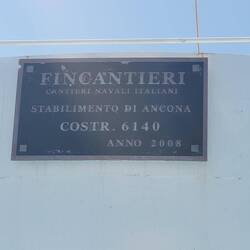 FINCANTIERI
CANTIERI NAVALI ITALIANI
STABILIMENTO DI ANCONA
COSTR. 6140
ANNO 2008